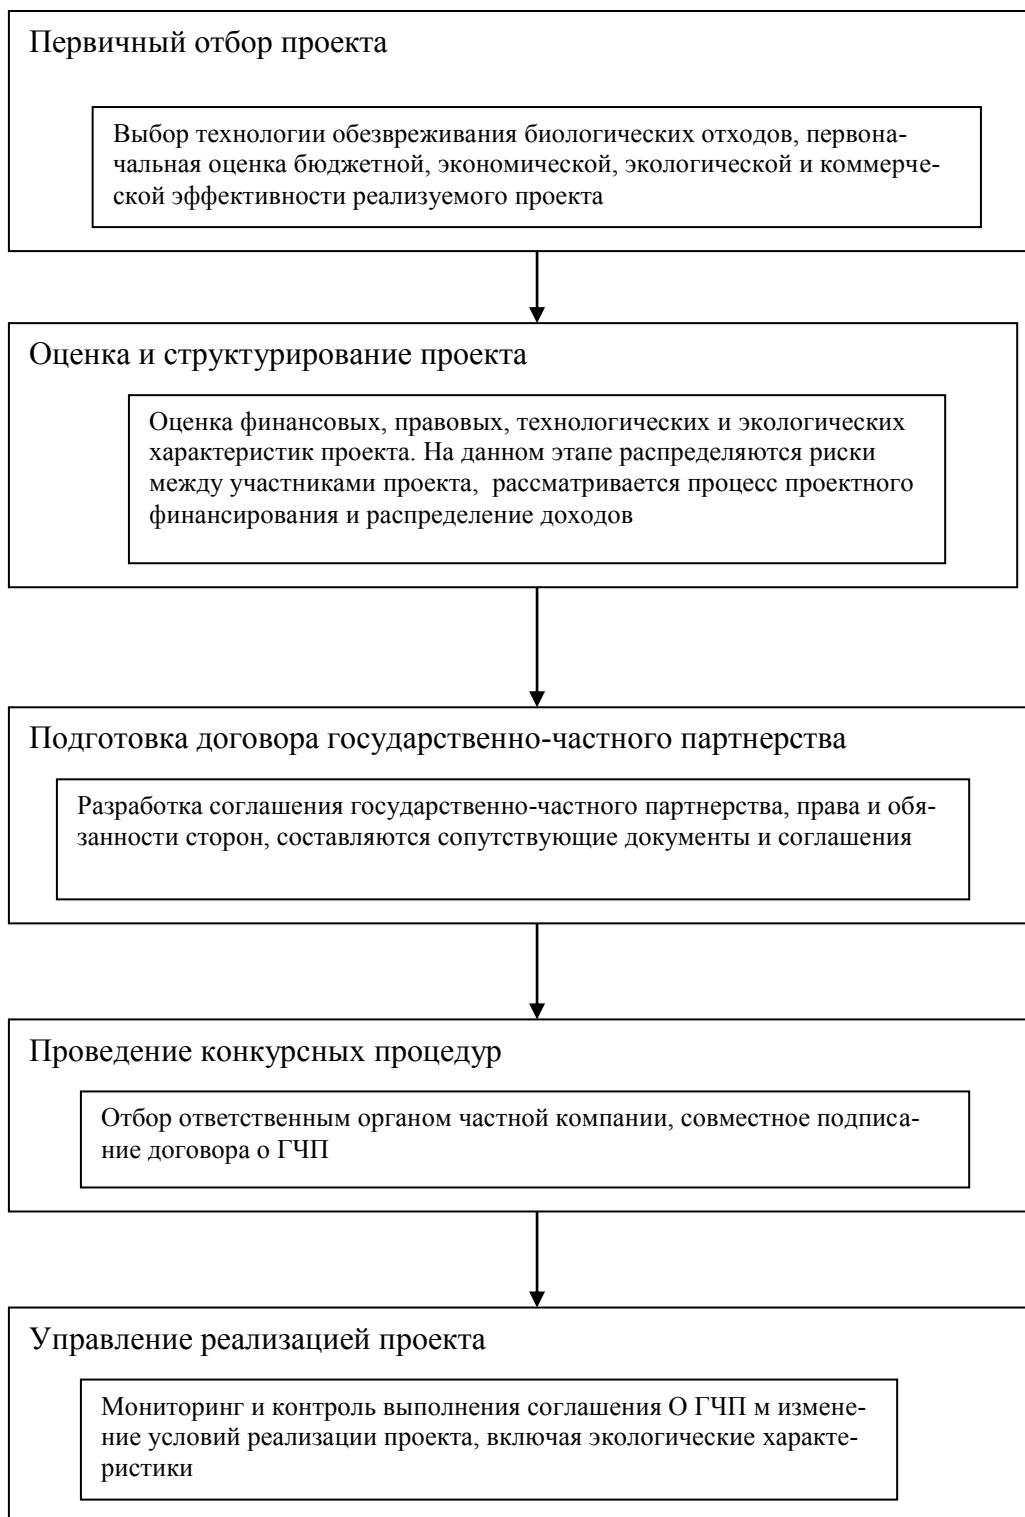 Первичный отбор проекта
Выбор технологии обезвреживания биологических отходов, первона-
чальная оценка бюджетной, экономической, экологической и коммерче-
ской эффективности реализуемого проекта
Оценка и структурирование проекта
Оценка финансовых, правовых, технологических и экологических
характеристик проекта. На данном этапе распределяются риски
между участниками проекта,  рассматривается процесс проектного
финансирования и распределение доходов
Подготовка договора государственно-частного партнерства
Разработка соглашения государственно-частного партнерства, права и обя-
занности сторон, составляются сопутствующие документы и соглашения
Проведение конкурсных процедур
Отбор ответственным органом частной компании, совместное подписа-
ние договора о ГЧП
Управление реализацией проекта
Мониторинг и контроль выполнения соглашения О ГЧП м измене-
ние условий реализации проекта, включая экологические характе-
ристики